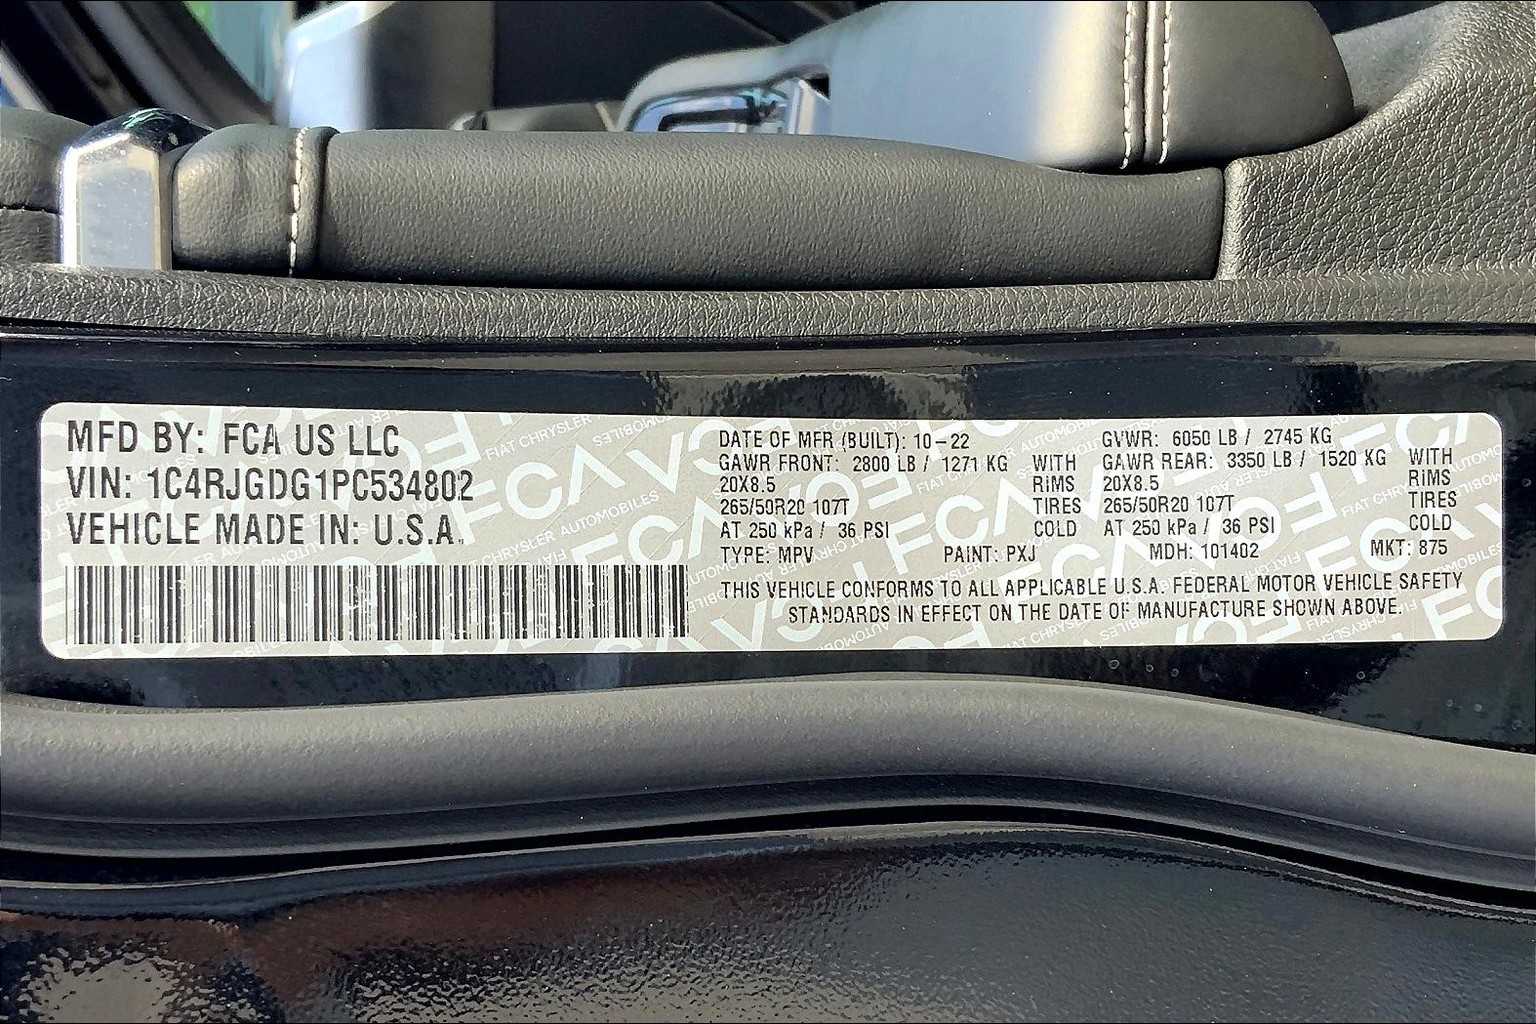 MFD BY: FCA US LLC
VIN: 1C4RJGDG1PC534802
VEHICLE MADE IN: U.S.A.
DATE OF MFR (BUILT): 10-22
GAWR FRONT: 2800 LB / 1271 KG WITH
20X8.5 RIMS
265/50R20 107T TIRES
AT 250 kPa / 36 PSI COLD
GVWR: 6050 LB / 2745 KG
GAWR REAR: 3350 LB / 1520 KG WITH
20X8.5 RIMS
265/50R20 107T TIRES
AT 250 kPa / 36 PSI COLD
TYPE: MPV PAINT: PXJ MDH: 101402 MKT: 875
THIS VEHICLE CONFORMS TO ALL APPLICABLE U.S.A. FEDERAL MOTOR VEHICLE SAFETY
STANDARDS IN EFFECT ON THE DATE OF MANUFACTURE SHOWN ABOVE.
FCA
FIAT CHRYSLER AUTOMOBILES